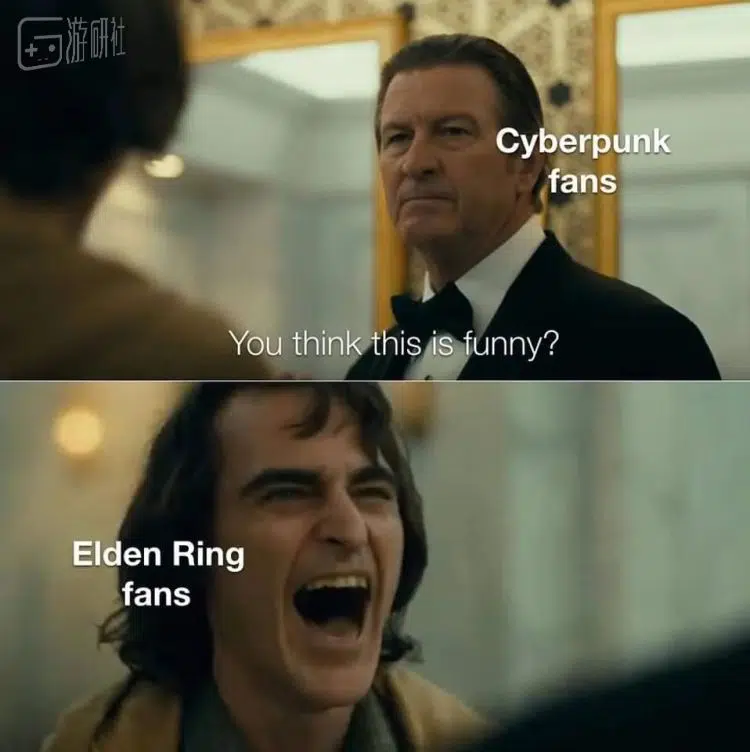 游研社
Cyberpunk
fans
You think this is funny?
Elden Ring
fans